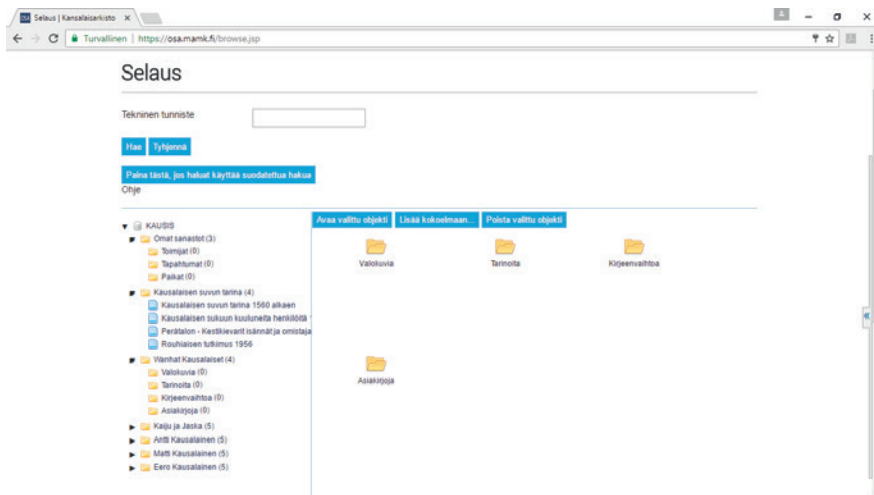 Selaus | Kansalaisarkisto
Turvallinen | https://osa.mamk.fi/browse.jsp
Selaus
Tekninen tunniste
Hae Tyhjennä
Paina tästä, jos haluat käyttää suodatettua hakua
Ohje
Avaa valittu objekti Lisää kokoelmaan... Poista valittu objekti
KAUSIS
Omat sanastot (3)
Toimijat (0)
Tapahtumat (0)
Paikat (0)
Kausalaisen suvun tarina (4)
Kausalaisen suvun tarina 1560 alkaen
Kausalaisen sukuun kuuluneita henkilöitä
Perätalon - Kestikievarit isännät ja omistaja
Rouhiaisen tutkimus 1956
Wanhat Kausalaiset (4)
Valokuvia (0)
Tarinoita (0)
Kirjeenvaihtoa (0)
Asiakirjoja (0)
Kaiju ja Jaska (5)
Antti Kausalainen (5)
Matti Kausalainen (5)
Eero Kausalainen (5)
Valokuvia Tarinoita Kirjeenvaihtoa
Asiakirjoja